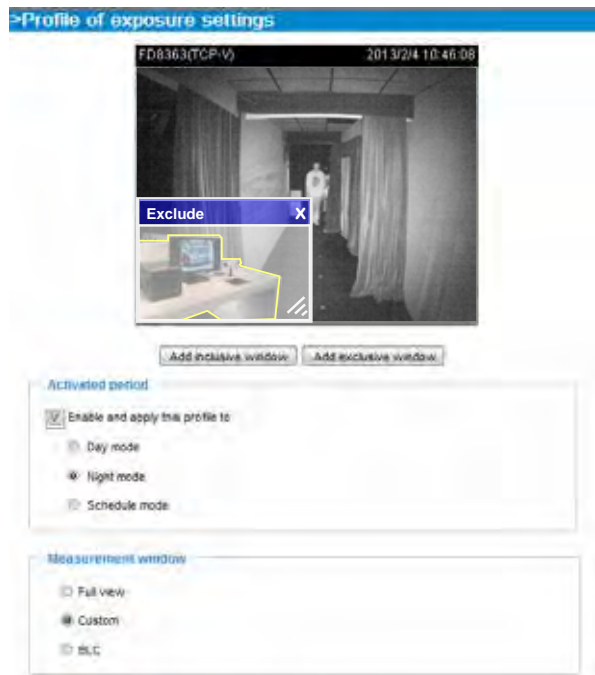 >Profile of exposure settings
FD8363(TCP-V) 2013/2/4 10:46:08
Exclude X
Add inclusive window Add exclusive window
Activated period
Enable and apply this profile to
Day mode
Night mode
Schedule mode
Measurement window
Full view
Custom
BLC